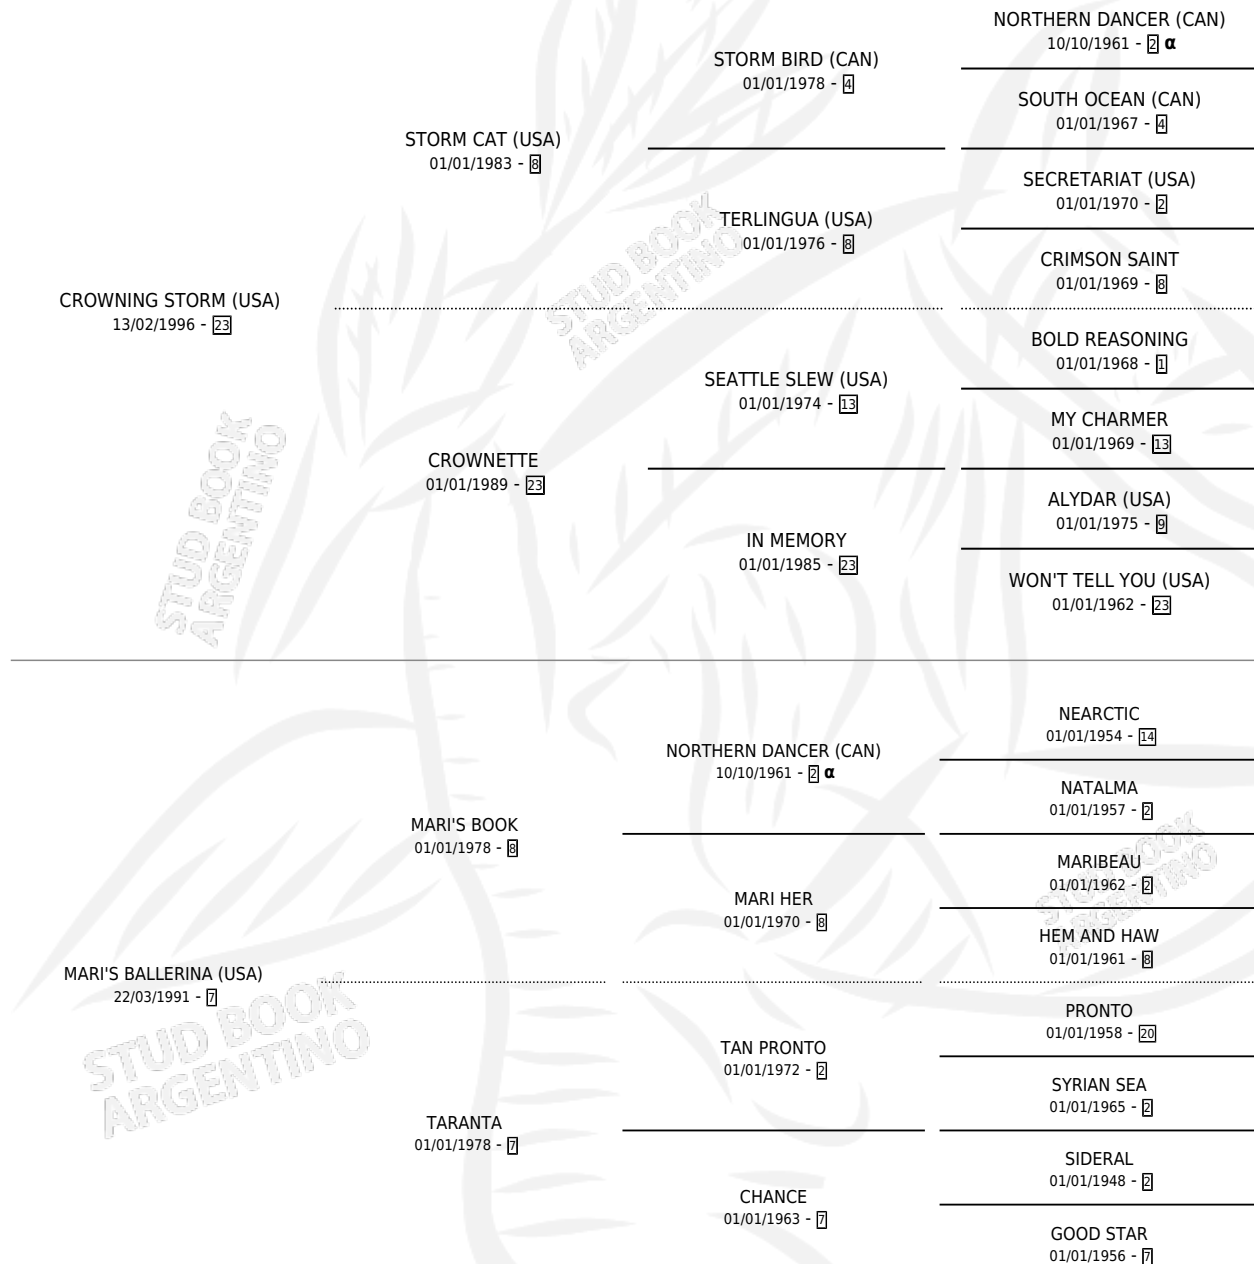 NORTHERN DANCER (CAN)
10/10/1961 - 2 α
STORM BIRD (CAN)
01/01/1978 - 4
SOUTH OCEAN (CAN)
01/01/1967 - 4
STORM CAT (USA)
01/01/1983 - 8
SECRETARIAT (USA)
01/01/1970 - 2
TERLINGUA (USA)
01/01/1976 - 8
CRIMSON SAINT
01/01/1969 - 8
CROWNING STORM (USA)
13/02/1996 - 23
BOLD REASONING
01/01/1968 - 1
SEATTLE SLEW (USA)
01/01/1974 - 13
MY CHARMER
01/01/1969 - 13
CROWNETTE
01/01/1989 - 23
ALYDAR (USA)
01/01/1975 - 9
IN MEMORY
01/01/1985 - 23
WON'T TELL YOU (USA)
01/01/1962 - 23
NEARCTIC
01/01/1954 - 14
NORTHERN DANCER (CAN)
10/10/1961 - 2 α
NATALMA
01/01/1957 - 2
MARI'S BOOK
01/01/1978 - 8
MARIBEAU
01/01/1962 - 2
MARI HER
01/01/1970 - 8
HEM AND HAW
01/01/1961 - 8
MARI'S BALLERINA (USA)
22/03/1991 - 7
PRONTO
01/01/1958 - 20
TAN PRONTO
01/01/1972 - 2
SYRIAN SEA
01/01/1965 - 2
TARANTA
01/01/1978 - 7
SIDERAL
01/01/1948 - 2
CHANCE
01/01/1963 - 7
GOOD STAR
01/01/1956 - 7
STUD BOOK
ARGENTINO
STUD BOOK
ARGENTINO
STUD BOOK
ARGENTINO
STUD BOOK
ARGENTINO